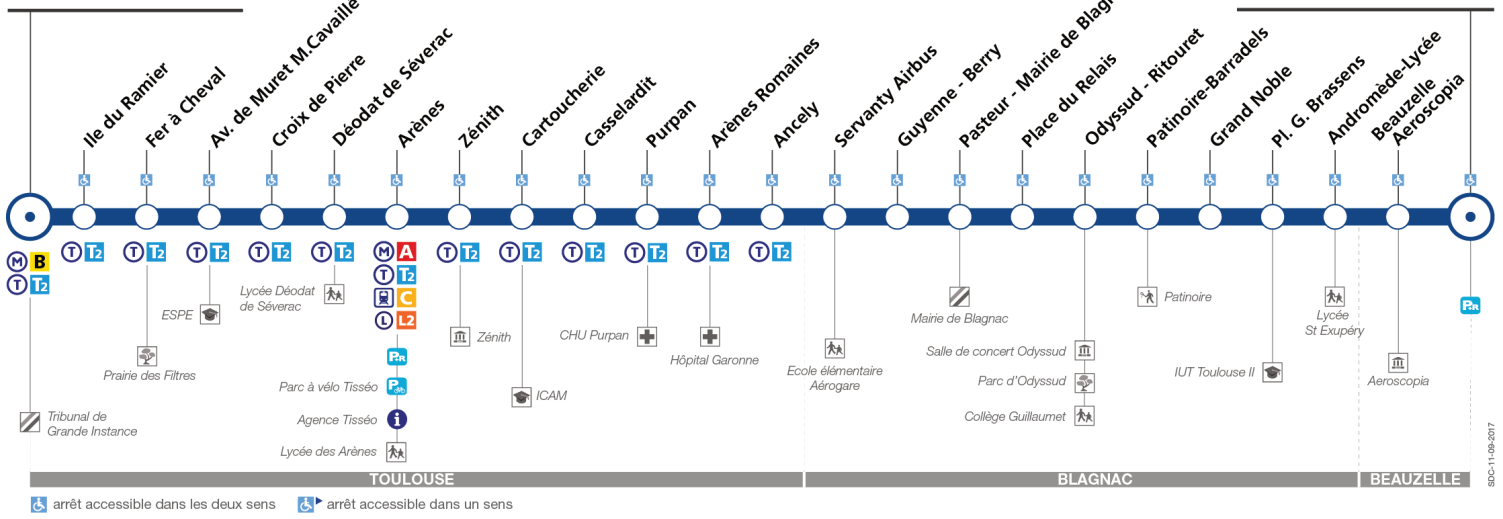 Ile du Ramier
Fer à Cheval
Av. de Muret M.Cavaillé
Croix de Pierre
Déodat de Séverac
Arènes
Zénith
Cartoucherie
Casselardit
Purpan
Arènes Romaines
Ancely
Servanty Airbus
Guyenne - Berry
Pasteur - Mairie de Blagn
Place du Relais
Odyssud - Ritouret
Patinoire-Barradels
Grand Noble
Pl. G. Brassens
Andromède-Lycée
Beauzelle
Aeroscopia
M B
T T2
T T2
T T2
T T2
T T2
T T2
M A
T T2
C
L L2
T T2
T T2
T T2
T T2
T T2
T T2
Lycée Déodat
de Séverac
ESPE
Prairie des Filtres
Tribunal de
Grande Instance
P+R
Parc à vélo Tisséo
P
Agence Tisséo
i
Lycée des Arènes
Zénith
ICAM
CHU Purpan
Hôpital Garonne
Ecole élémentaire
Aérogare
Mairie de Blagnac
Salle de concert Odyssud
Parc d'Odyssud
Collège Guillaumet
Patinoire
IUT Toulouse II
Lycée
St Exupéry
Aeroscopia
P+R
TOULOUSE
BLAGNAC
BEAUZELLE
arrêt accessible dans les deux sens
arrêt accessible dans un sens
SDC-11-09-2017